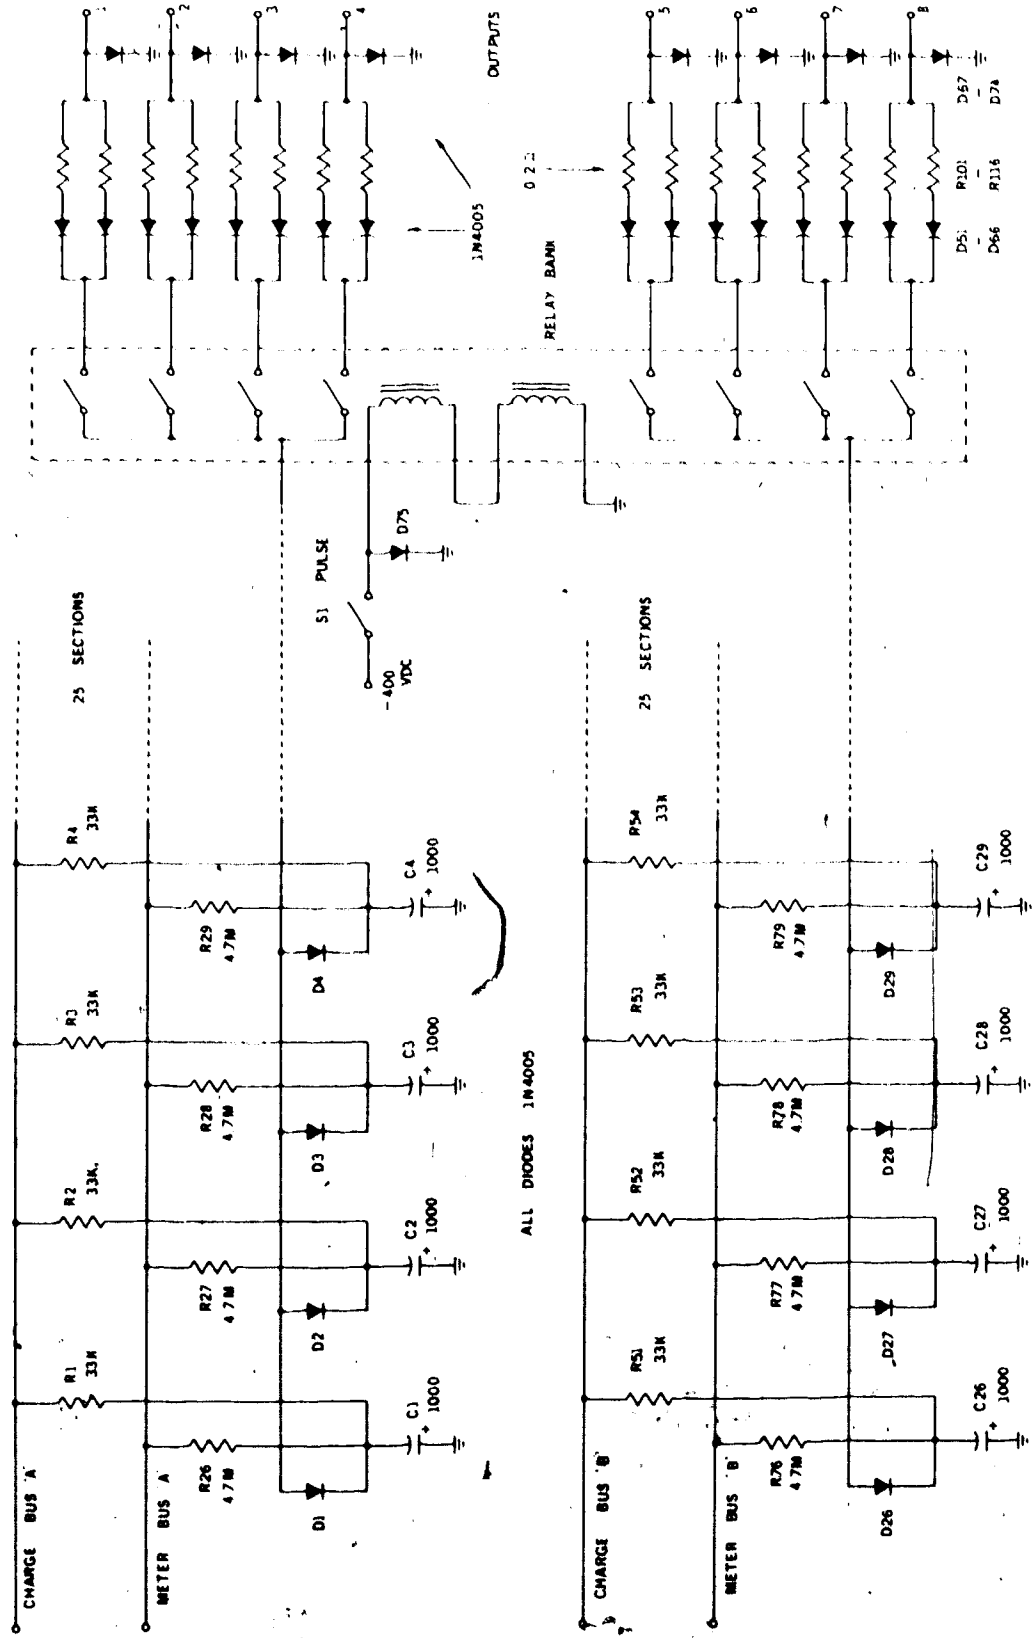 CHARGE BUS 'A'
R1
33K
R2
33K
R3
33K
R4
33K
25 SECTIONS
METER BUS 'A'
R26
4.7M
R27
4.7M
R28
4.7M
R29
4.7M
D1
D2
D3
D4
C1
+
1000
C2
+
1000
C3
+
1000
C4
+
1000
S1 PULSE
-400
VDC
D75
1
2
3
4
1N4005
OUTPUTS
ALL DIODES 1N4005
RELAY BANK
0.2 Ω
CHARGE BUS 'B'
R51
33K
R52
33K
R53
33K
R54
33K
25 SECTIONS
METER BUS 'B'
R76
4.7M
R77
4.7M
R78
4.7M
R79
4.7M
D26
D27
D28
D29
C26
+
1000
C27
+
1000
C28
+
1000
C29
+
1000
5
6
7
8
D51
-
D66
R101
-
R116
D67
-
D74